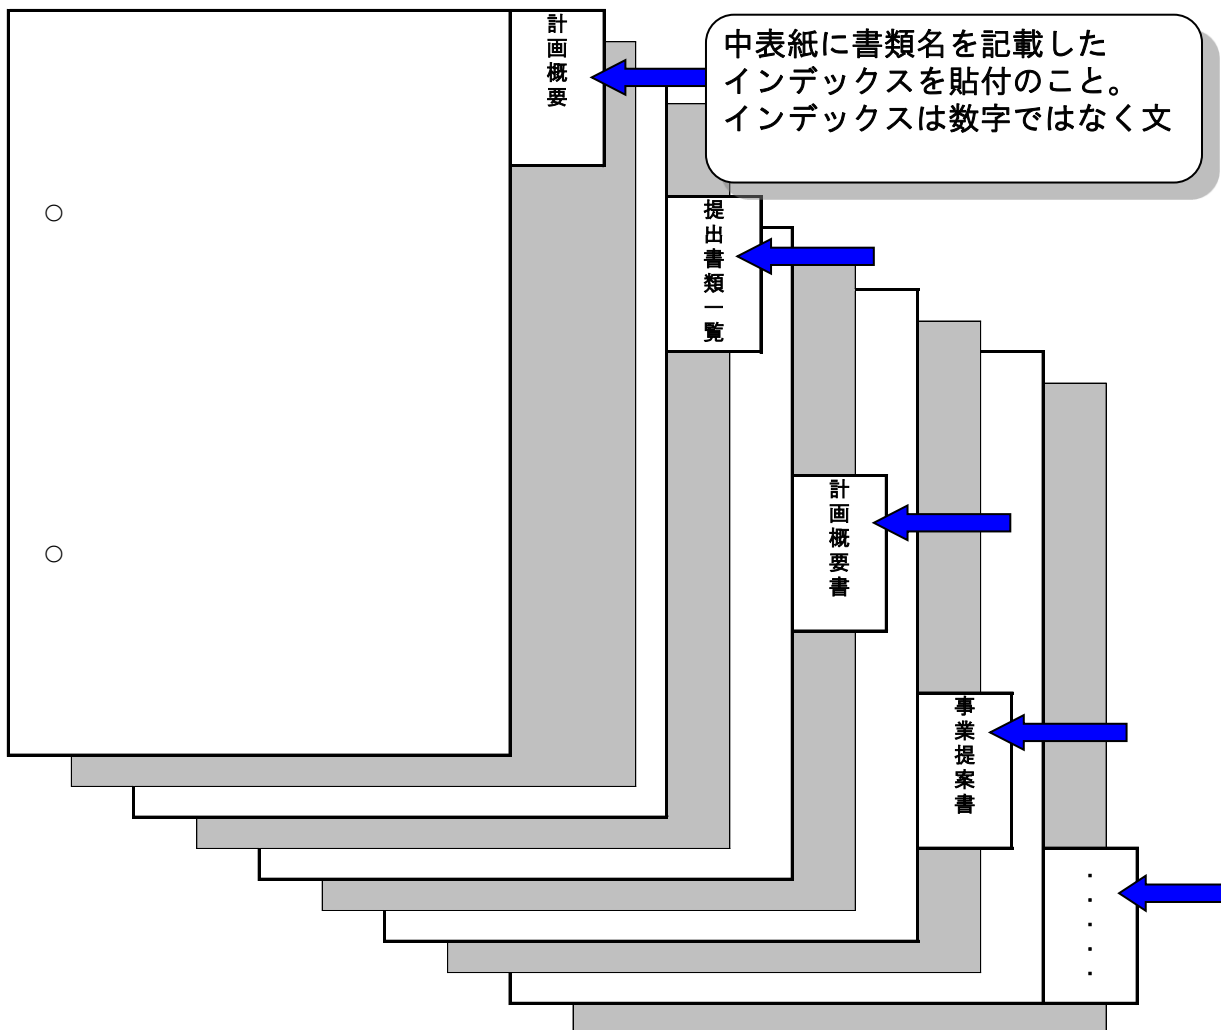 計画概要
中表紙に書類名を記載した
インデックスを貼付のこと。
インデックスは数字ではなく文
提出書類一覧
計画概要書
事業提案書
・・・・・